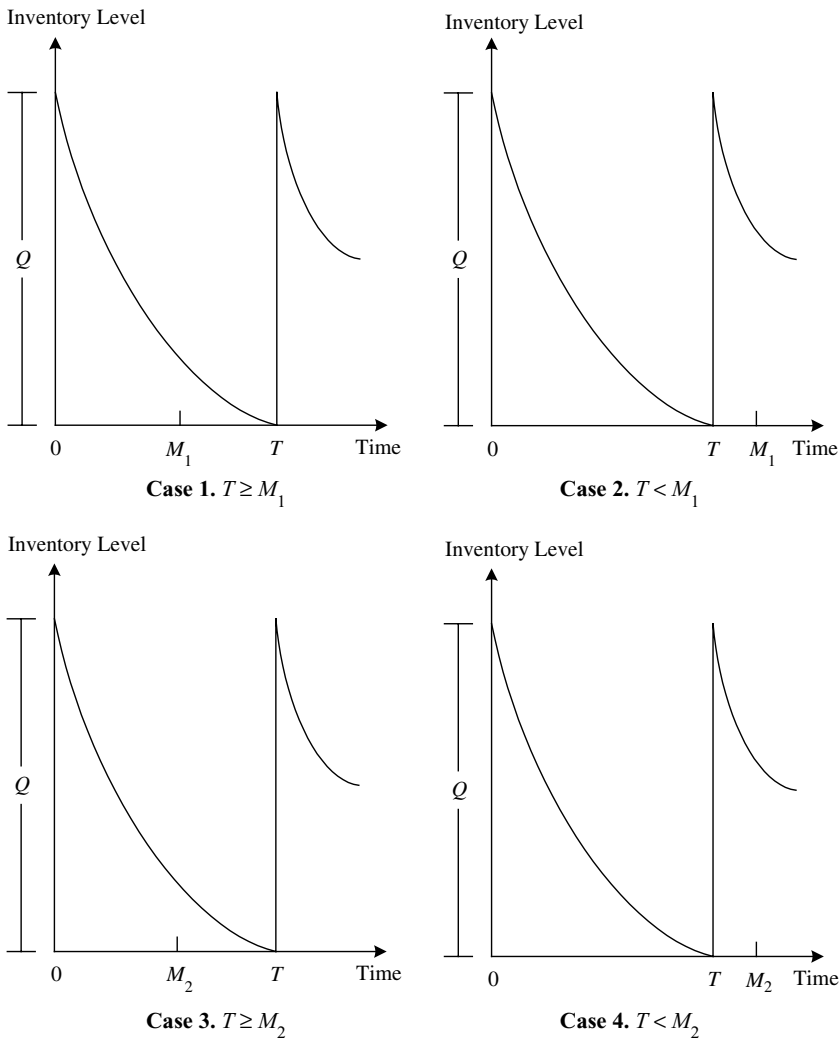 Inventory Level
Q
0
M1
T
Time
Case 1. T ≥ M1
Inventory Level
Q
0
T
M1
Time
Case 2. T < M1
Inventory Level
Q
0
M2
T
Time
Case 3. T ≥ M2
Inventory Level
Q
0
T
M2
Time
Case 4. T < M2